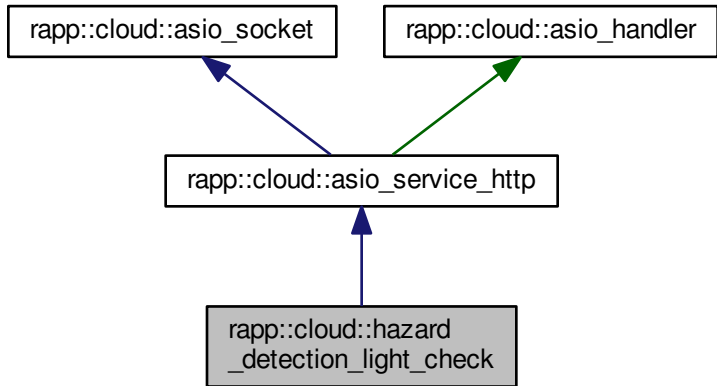 rapp::cloud::asio_socket
rapp::cloud::asio_handler
rapp::cloud::asio_service_http
rapp::cloud::hazard
_detection_light_check